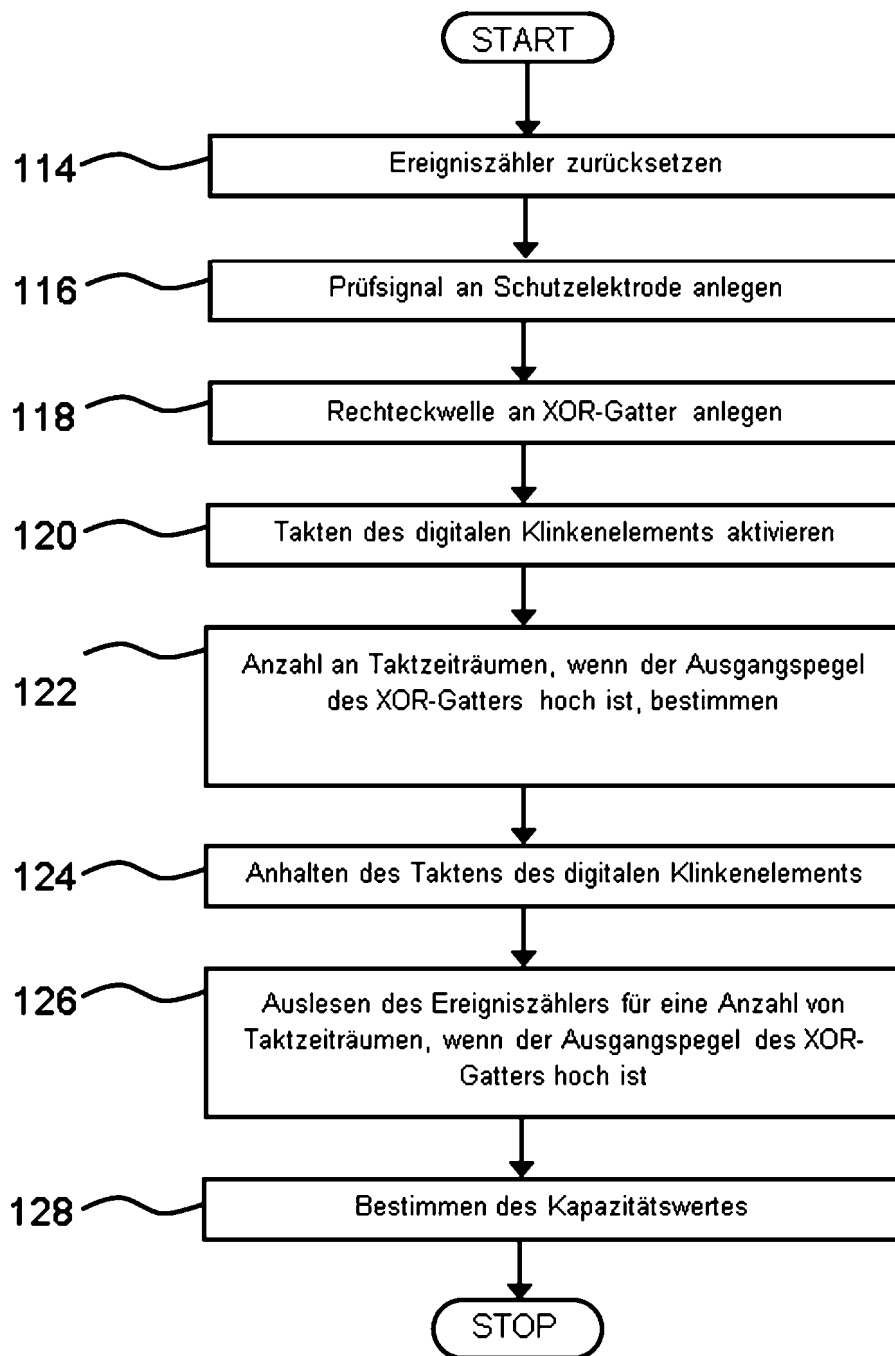 START
114
Ereigniszähler zurücksetzen
116
Prüfsignal an Schutzelektrode anlegen
118
Rechteckwelle an XOR-Gatter anlegen
120
Takten des digitalen Klinkenelements aktivieren
122
Anzahl an Taktzeiträumen, wenn der Ausgangspegel
des XOR-Gatters hoch ist, bestimmen
124
Anhalten des Taktens des digitalen Klinkenelements
126
Auslesen des Ereigniszählers für eine Anzahl von
Taktzeiträumen, wenn der Ausgangspegel des XOR-
Gatters hoch ist
128
Bestimmen des Kapazitätswertes
STOP